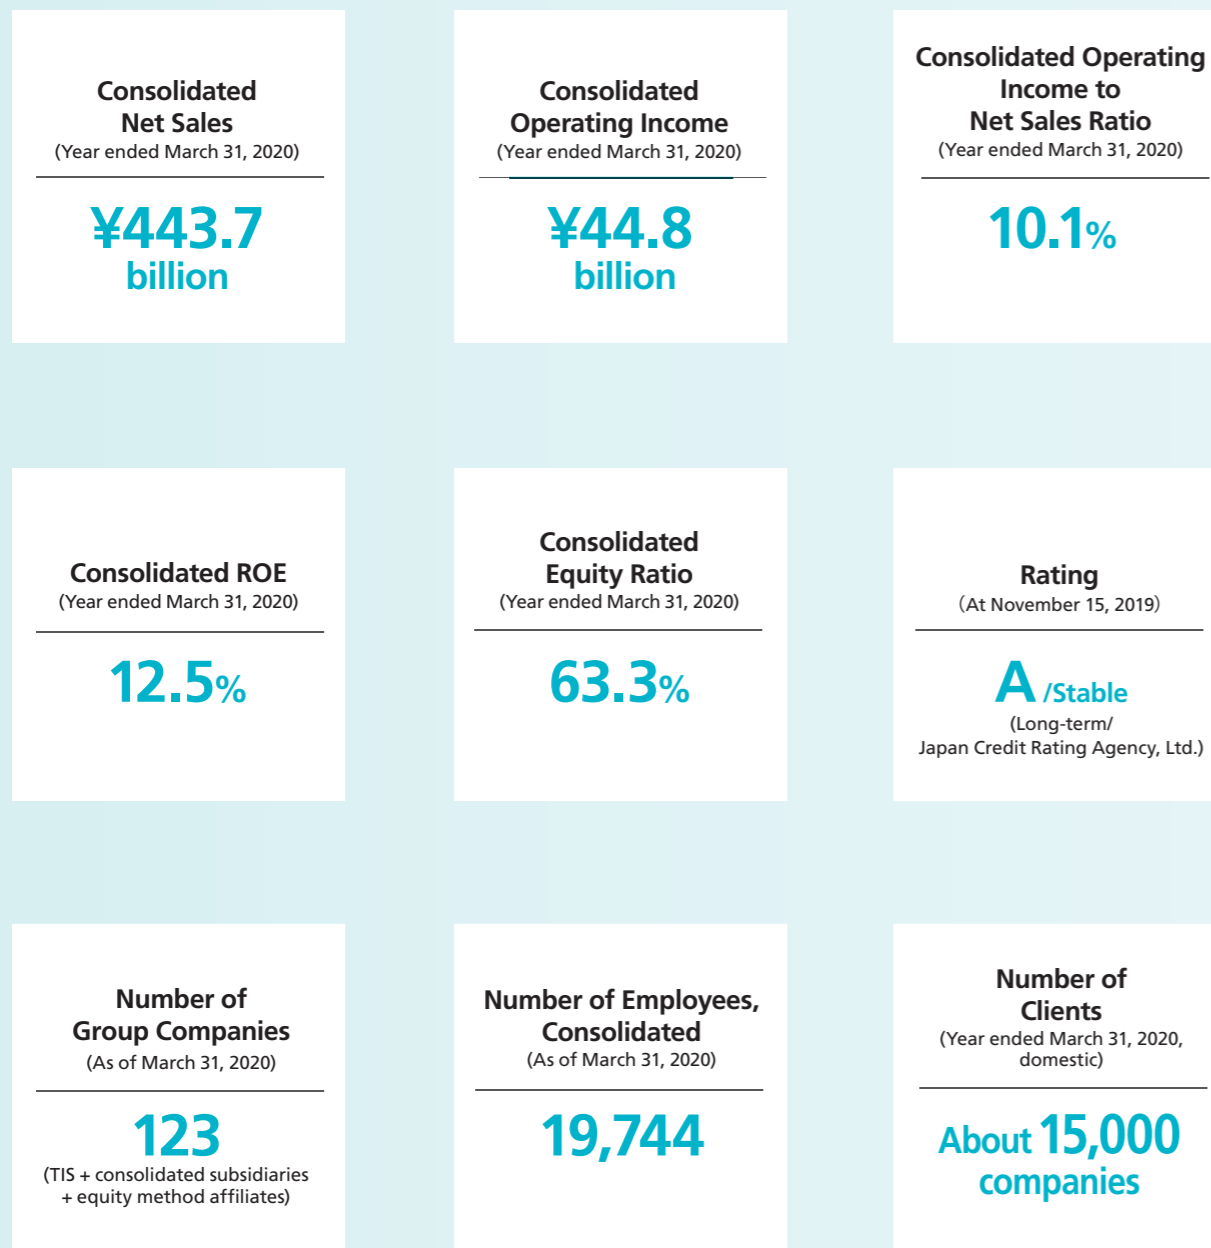 Consolidated
Net Sales
(Year ended March 31, 2020)
¥443.7
billion
Consolidated
Operating Income
(Year ended March 31, 2020)
¥44.8
billion
Consolidated Operating
Income to
Net Sales Ratio
(Year ended March 31, 2020)
10.1%
Consolidated ROE
(Year ended March 31, 2020)
12.5%
Consolidated
Equity Ratio
(Year ended March 31, 2020)
63.3%
Rating
(At November 15, 2019)
A /Stable
(Long-term/
Japan Credit Rating Agency, Ltd.)
Number of
Group Companies
(As of March 31, 2020)
123
(TIS + consolidated subsidiaries
+ equity method affiliates)
Number of Employees,
Consolidated
(As of March 31, 2020)
19,744
Number of
Clients
(Year ended March 31, 2020,
domestic)
About 15,000
companies